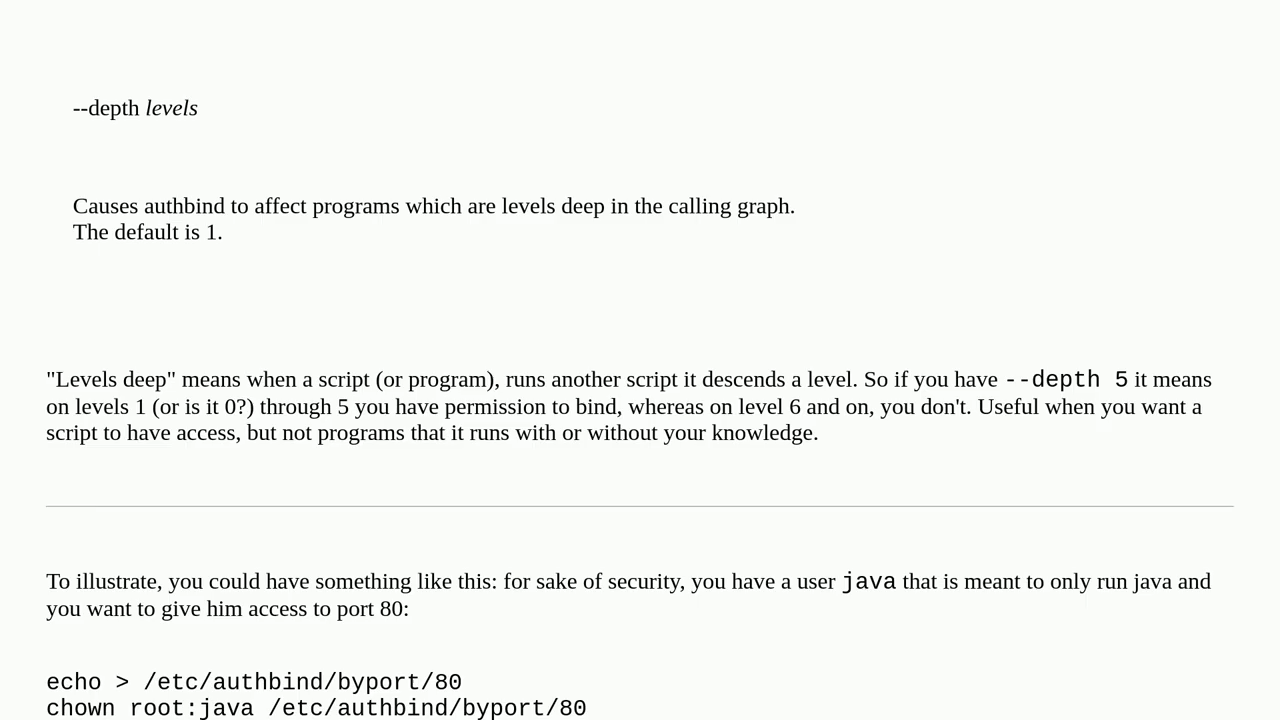 --depth levels
Causes authbind to affect programs which are levels deep in the calling graph.
The default is 1.
"Levels deep" means when a script (or program), runs another script it descends a level. So if you have --depth 5 it means
on levels 1 (or is it 0?) through 5 you have permission to bind, whereas on level 6 and on, you don't. Useful when you want a
script to have access, but not programs that it runs with or without your knowledge.
To illustrate, you could have something like this: for sake of security, you have a user java that is meant to only run java and
you want to give him access to port 80:
echo > /etc/authbind/byport/80
chown root:java /etc/authbind/byport/80